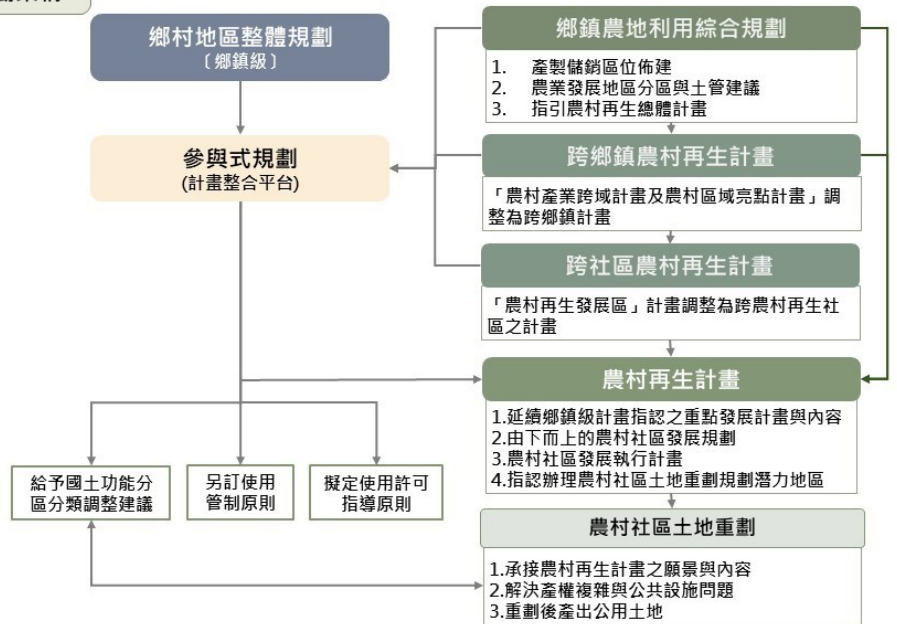 鄉村地區整體規劃
〔鄉鎮級〕
參與式規劃
(計畫整合平台)
給予國土功能分
區分類調整建議
另訂使用
管制原則
擬定使用許可
指導原則
鄉鎮農地利用綜合規劃
1. 產製儲銷區位佈建
2. 農業發展地區分區與土管建議
3. 指引農村再生總體計畫
跨鄉鎮農村再生計畫
「農村產業跨域計畫及農村區域亮點計畫」調
整為跨鄉鎮計畫
跨社區農村再生計畫
「農村再生發展區」計畫調整為跨農村再生社
區之計畫
農村再生計畫
1.延續鄉鎮級計畫指認之重點發展計畫與內容
2.由下而上的農村社區發展規劃
3.農村社區發展執行計畫
4.指認辦理農村社區土地重劃規劃潛力地區
農村社區土地重劃
1.承接農村再生計畫之願景與內容
2.解決產權複雜與公共設施問題
3.重劃後產出公用土地